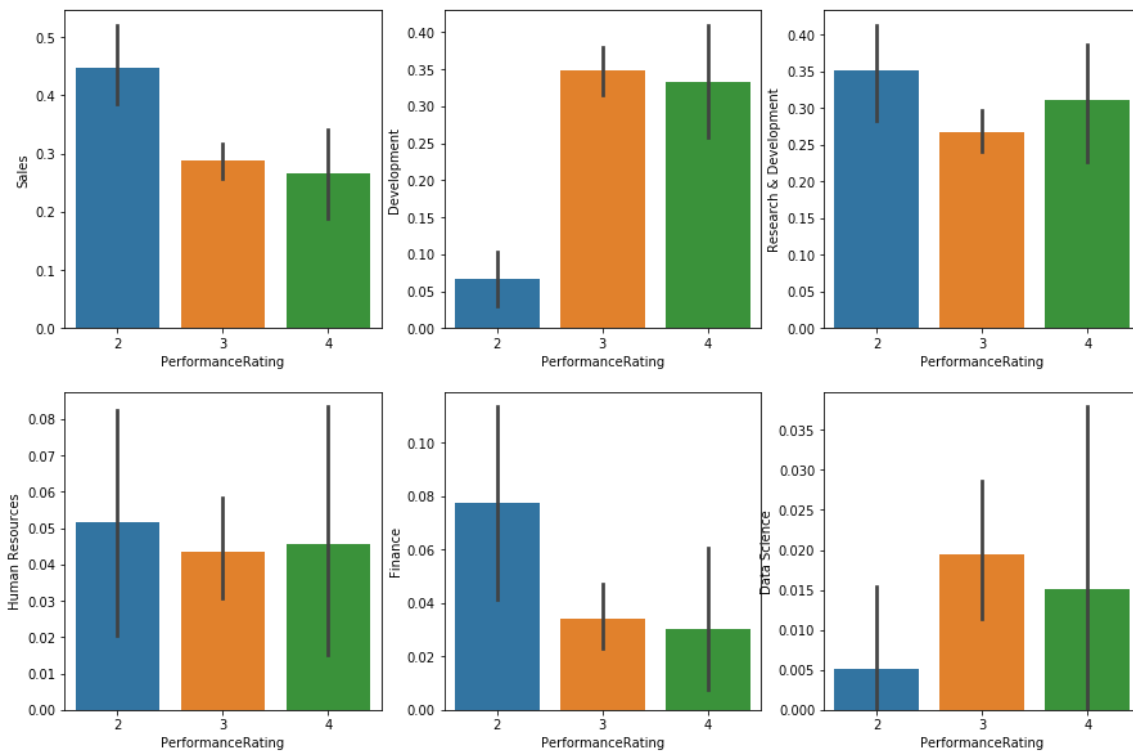 Sales
0.5
0.4
0.3
0.2
0.1
0.0
2 3 4
PerformanceRating
Development
0.40
0.35
0.30
0.25
0.20
0.15
0.10
0.05
0.00
2 3 4
PerformanceRating
Research & Development
0.40
0.35
0.30
0.25
0.20
0.15
0.10
0.05
0.00
2 3 4
PerformanceRating
Human Resources
0.08
0.07
0.06
0.05
0.04
0.03
0.02
0.01
0.00
2 3 4
PerformanceRating
Finance
0.10
0.08
0.06
0.04
0.02
0.00
2 3 4
PerformanceRating
Data Science
0.035
0.030
0.025
0.020
0.015
0.010
0.005
0.000
2 3 4
PerformanceRating